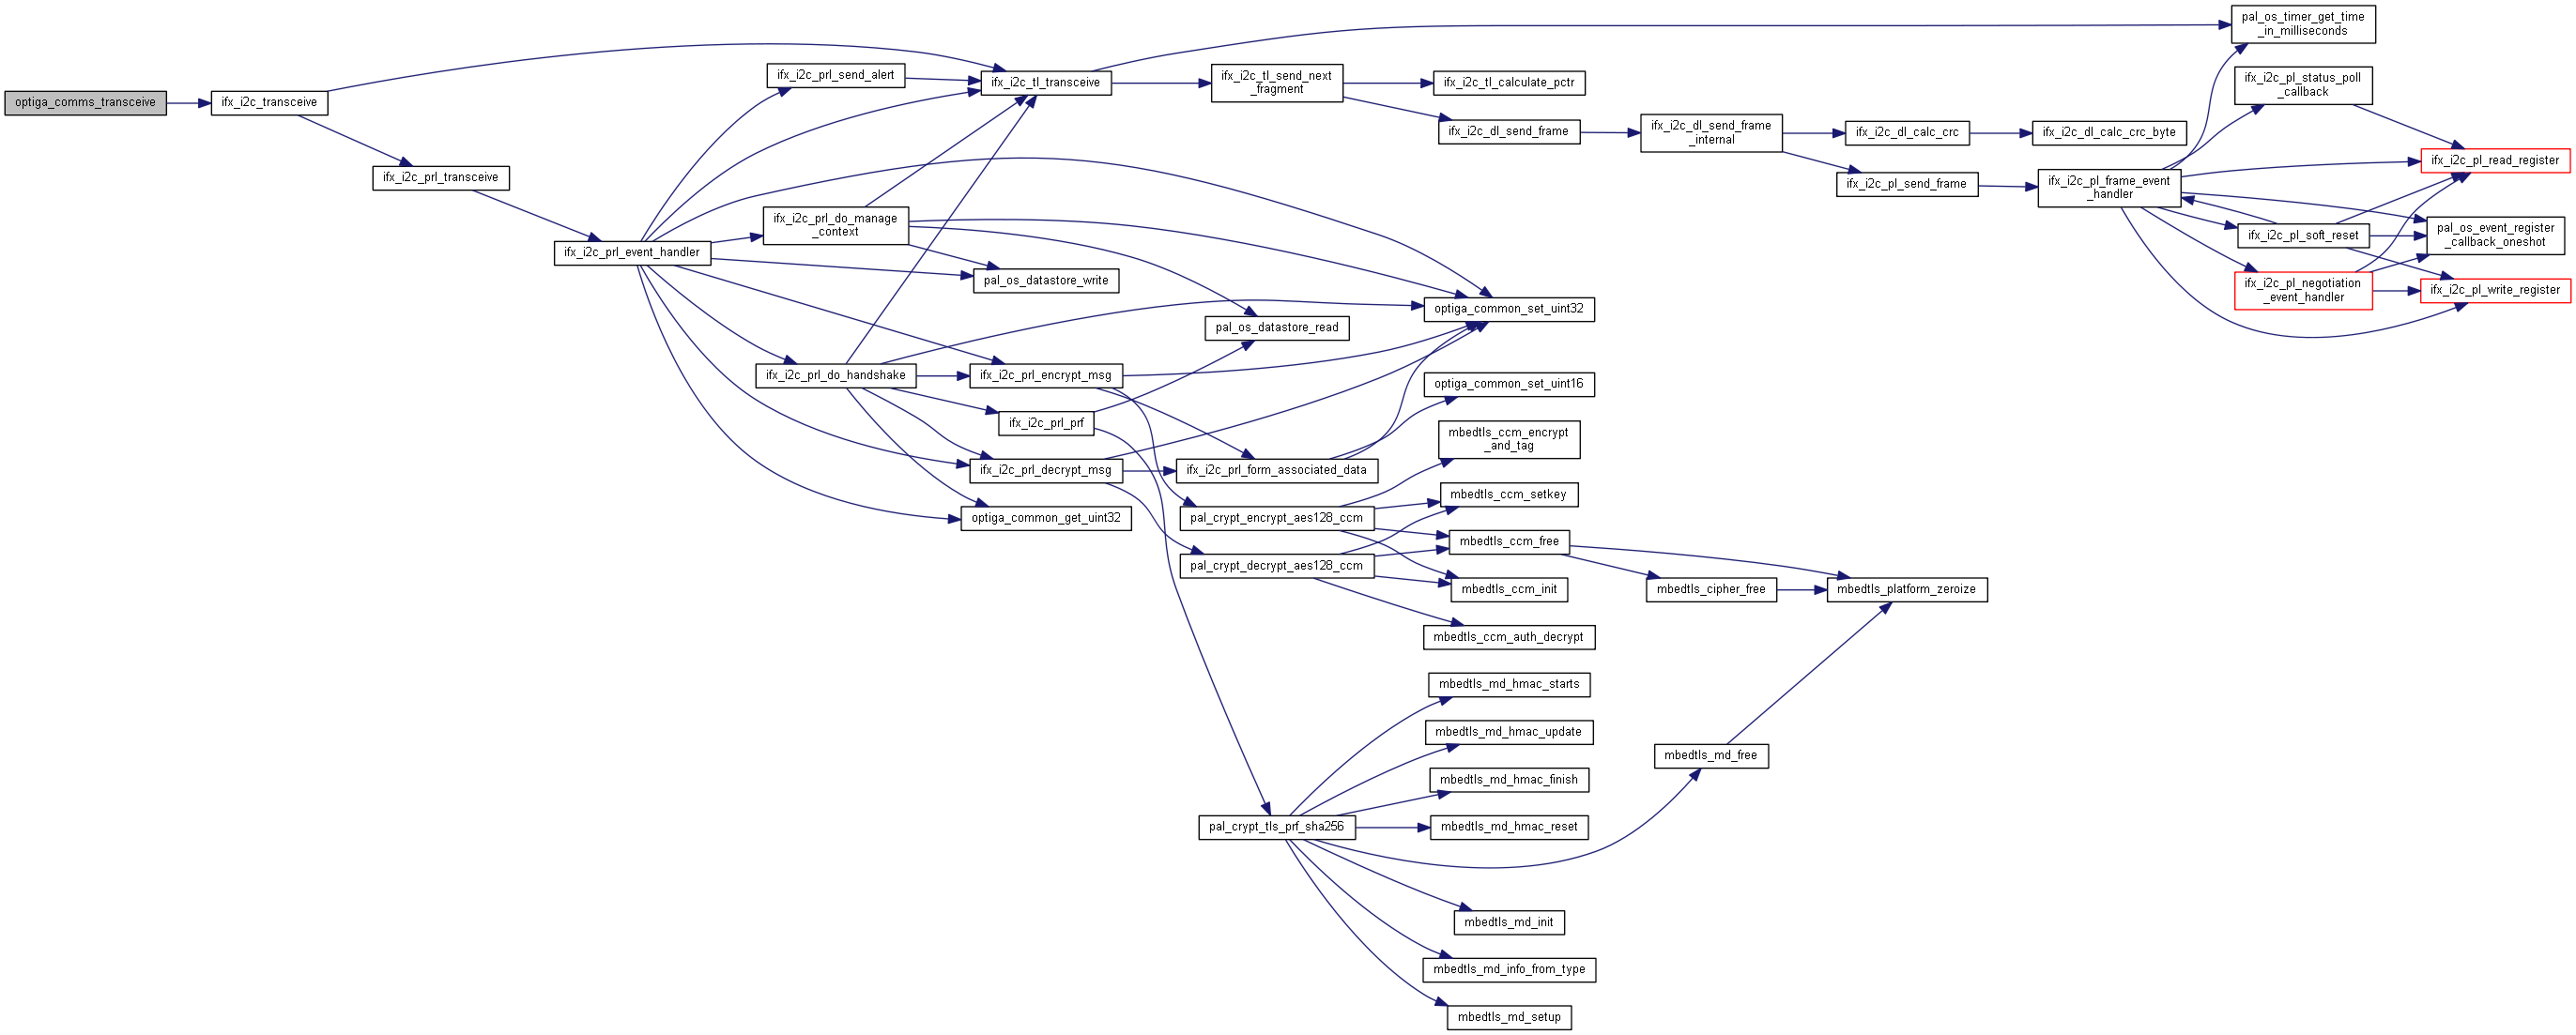 optiga_comms_transceive
ifx_i2c_transceive
ifx_i2c_prl_transceive
ifx_i2c_prl_event_handler
ifx_i2c_prl_send_alert
ifx_i2c_prl_do_manage
_context
ifx_i2c_prl_do_handshake
ifx_i2c_tl_transceive
pal_os_datastore_write
ifx_i2c_prl_encrypt_msg
ifx_i2c_prl_prf
ifx_i2c_prl_decrypt_msg
optiga_common_get_uint32
ifx_i2c_tl_send_next
_fragment
pal_os_datastore_read
ifx_i2c_prl_form_associated_data
pal_crypt_encrypt_aes128_ccm
pal_crypt_decrypt_aes128_ccm
pal_crypt_tls_prf_sha256
ifx_i2c_tl_calculate_pctr
ifx_i2c_dl_send_frame
optiga_common_set_uint32
optiga_common_set_uint16
mbedtls_ccm_encrypt
_and_tag
mbedtls_ccm_setkey
mbedtls_ccm_free
mbedtls_ccm_init
mbedtls_ccm_auth_decrypt
mbedtls_md_hmac_starts
mbedtls_md_hmac_update
mbedtls_md_hmac_finish
mbedtls_md_hmac_reset
mbedtls_md_init
mbedtls_md_info_from_type
mbedtls_md_setup
ifx_i2c_dl_send_frame
_internal
mbedtls_cipher_free
mbedtls_md_free
ifx_i2c_dl_calc_crc
ifx_i2c_pl_send_frame
mbedtls_platform_zeroize
ifx_i2c_dl_calc_crc_byte
ifx_i2c_pl_frame_event
_handler
pal_os_timer_get_time
_in_milliseconds
ifx_i2c_pl_status_poll
_callback
ifx_i2c_pl_soft_reset
ifx_i2c_pl_negotiation
_event_handler
ifx_i2c_pl_read_register
pal_os_event_register
_callback_oneshot
ifx_i2c_pl_write_register